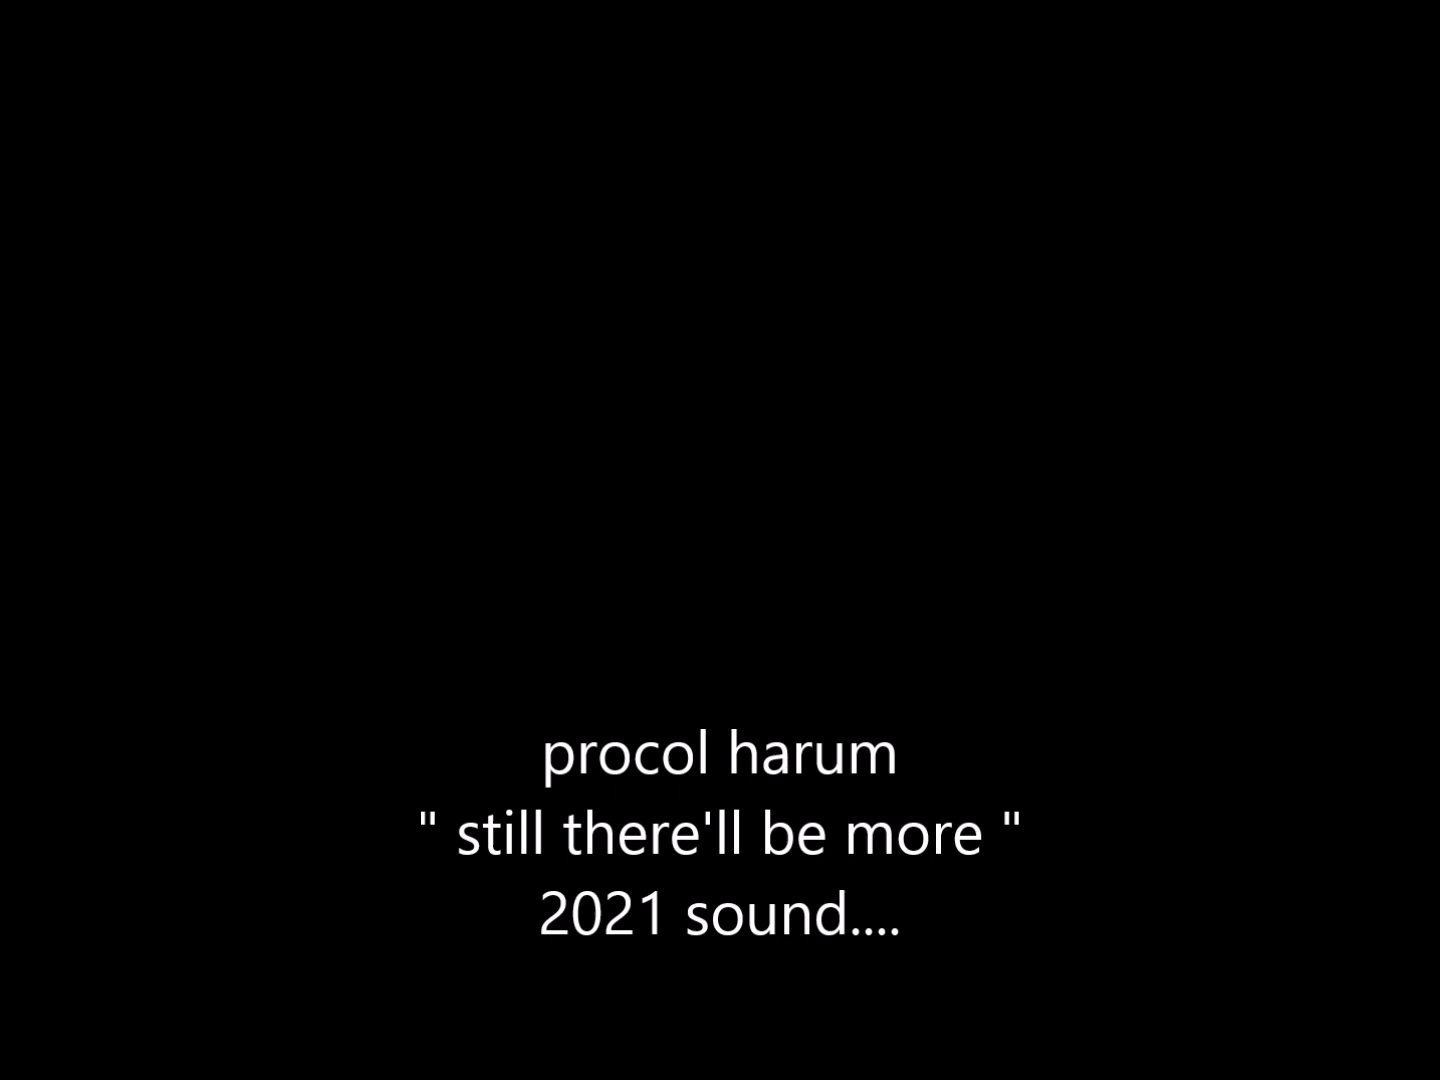 procol harum
" still there'll be more "
2021 sound....